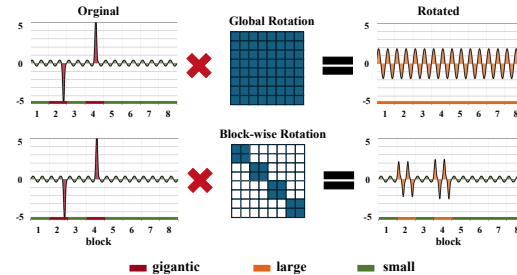 Orginal
Global Rotation
Rotated
5
0
-5
1 2 3 4 5 6 7 8
5
0
-5
1 2 3 4 5 6 7 8
Block-wise Rotation
5
0
-5
1 2 3 4 5 6 7 8
block
5
0
-5
1 2 3 4 5 6 7 8
block
gigantic large small